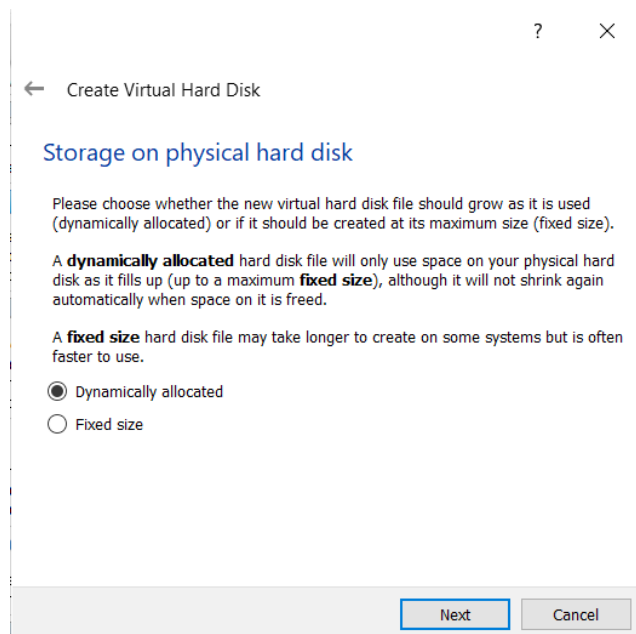 ?
Create Virtual Hard Disk
Storage on physical hard disk
Please choose whether the new virtual hard disk file should grow as it is used
(dynamically allocated) or if it should be created at its maximum size (fixed size).
A dynamically allocated hard disk file will only use space on your physical hard
disk as it fills up (up to a maximum fixed size), although it will not shrink again
automatically when space on it is freed.
A fixed size hard disk file may take longer to create on some systems but is often
faster to use.
Dynamically allocated
Fixed size
Next Cancel